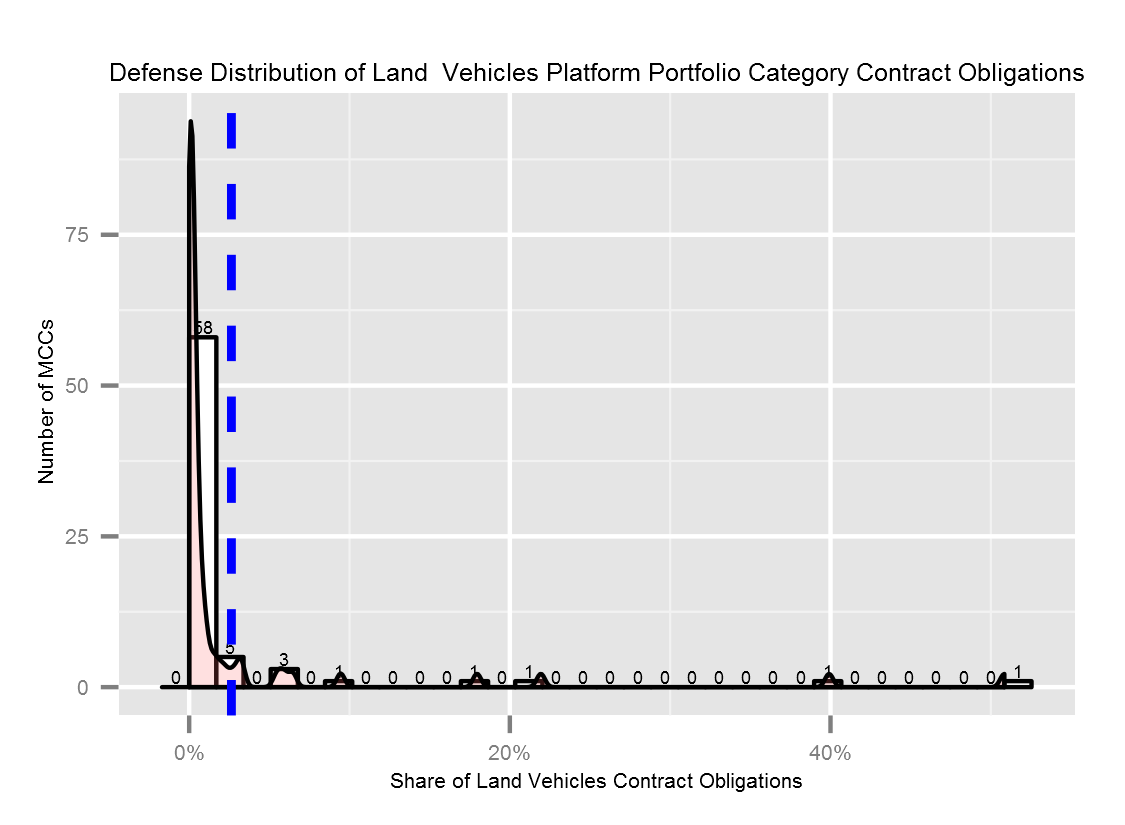 Defense Distribution of Land  Vehicles Platform Portfolio Category Contract Obligations
Number of MCCs
75
50
25
0
58
0 5 0 3 0 1 0 0 0 0 1 0 1 0 0 0 0 0 0 0 0 0 0 1 0 0 0 0 0 0 1
0% 20% 40%
Share of Land Vehicles Contract Obligations